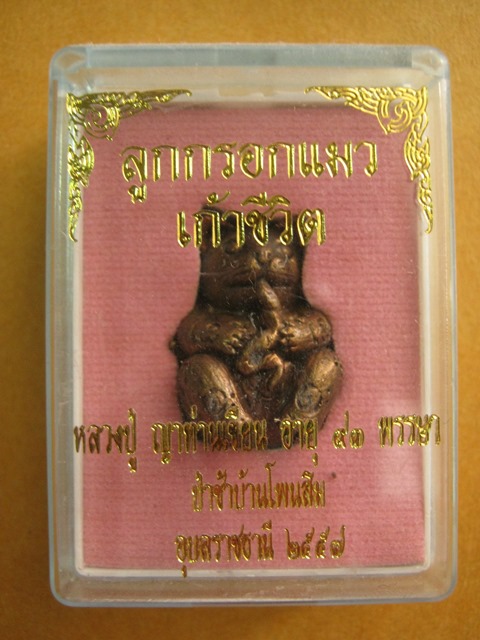 ลูกกรอกแมว
เก้าชีวิต
หลวงปู่ ญาท่านเขียน อายุ ๙๓ พรรษา
ป่าช้าบ้านโพนสิม
อุบลราชธานี ๒๕๕๗